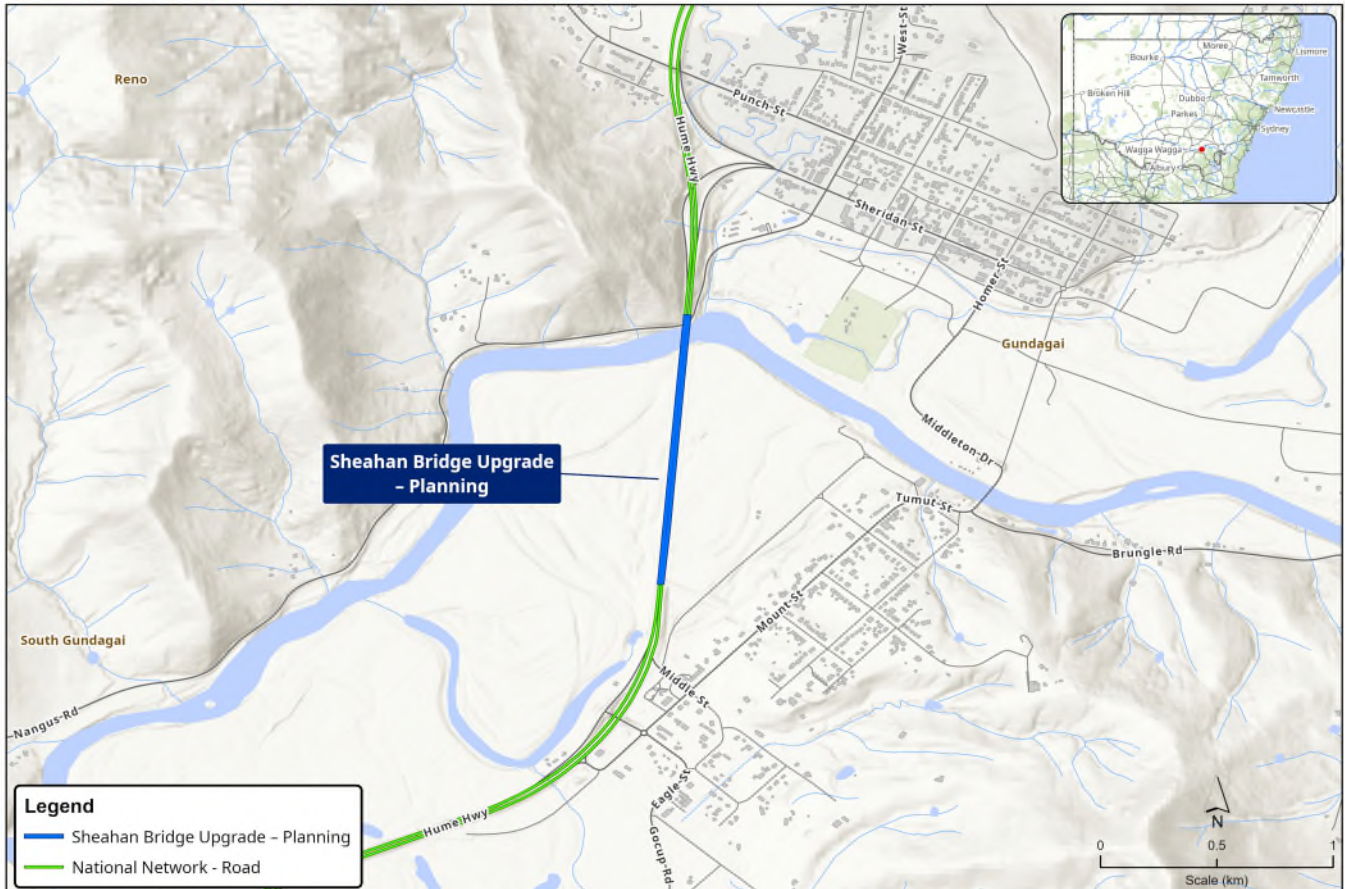 Reno
Punch-St
West-St
Hume Hwy
Sheridan-St
Homer-St
Gundagai
Middleton-Dr
Tumut-St
Brungle-Rd
Mount-St
Middle-St
Eagle-St
Gocup-Rd
Hume Hwy
Nangus-Rd
South Gundagai
Sheahan Bridge Upgrade
– Planning
Bourke
Moree
Lismore
Tamworth
Broken Hill
Dubbo
Parkes
Newcastle
Sydney
Wagga Wagga
Albury
Legend
Sheahan Bridge Upgrade – Planning
National Network - Road
N
0 0.5 1
Scale (km)